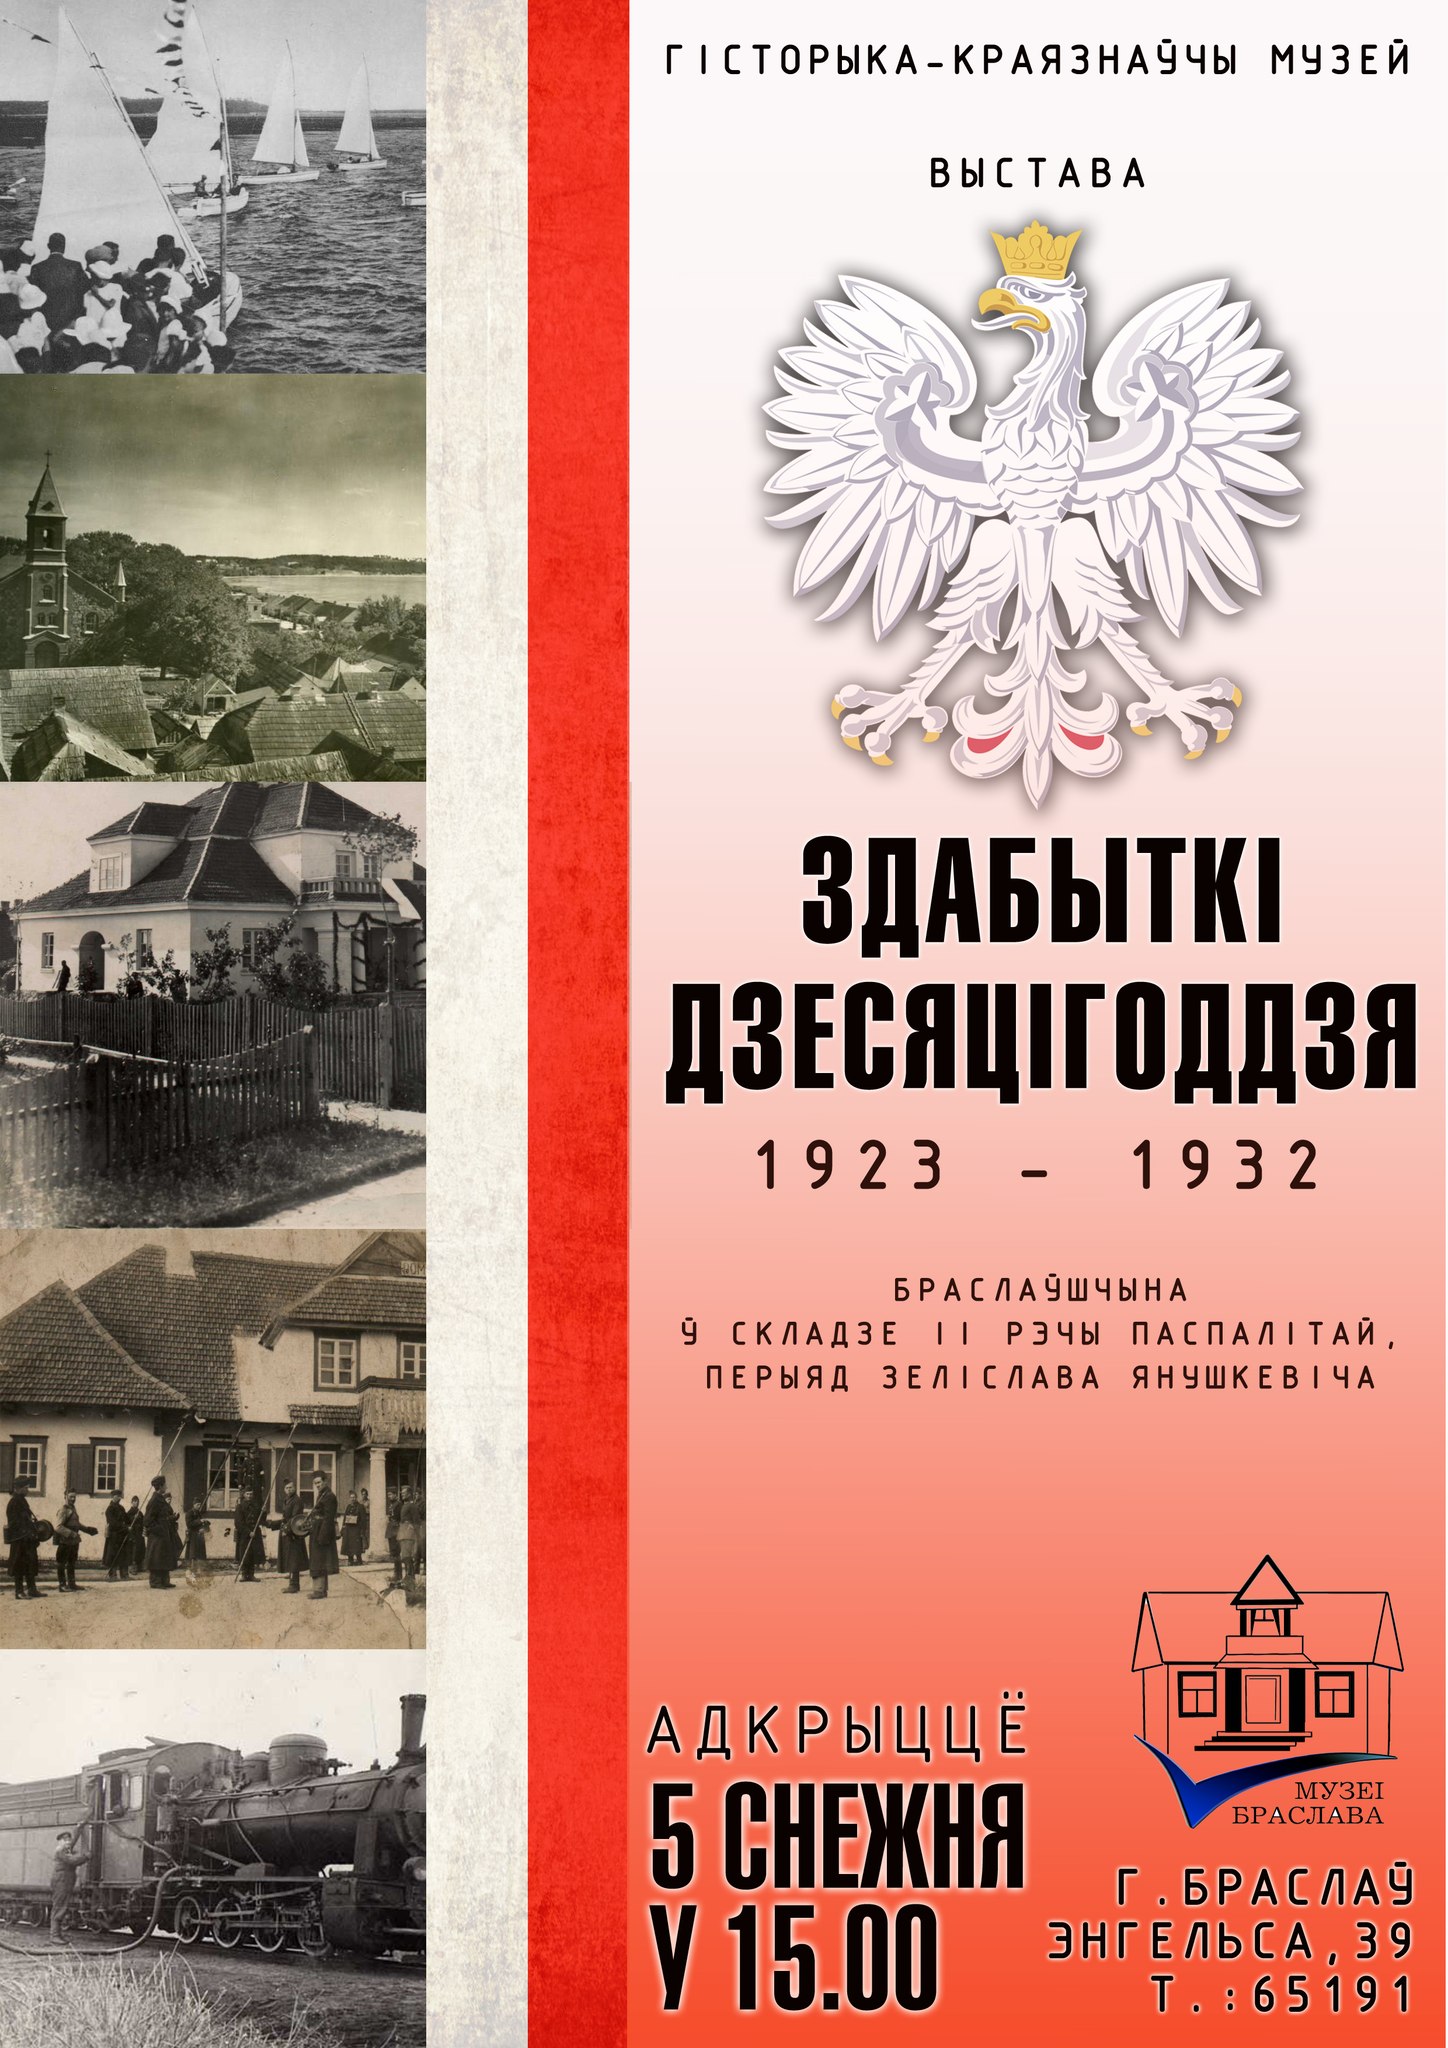 ГІСТОРЫКА-КРАЯЗНАЎЧЫ МУЗЕЙ
ВЫСТАВА
ЗДАБЫТКІ
ДЗЕСЯЦІГОДДЗЯ
1923 - 1932
БРАСЛАЎШЧЫНА
Ў СКЛАДЗЕ ІІ РЭЧЫ ПАСПАЛІТАЙ,
ПЕРЫЯД ЗЕЛІСЛАВА ЯНУШКЕВІЧА
АДКРЫЦЦЁ
5 СНЕЖНЯ
У 15.00
МУЗЕІ
БРАСЛАВА
Г.БРАСЛАЎ
ЭНГЕЛЬСА,39
Т.:65191